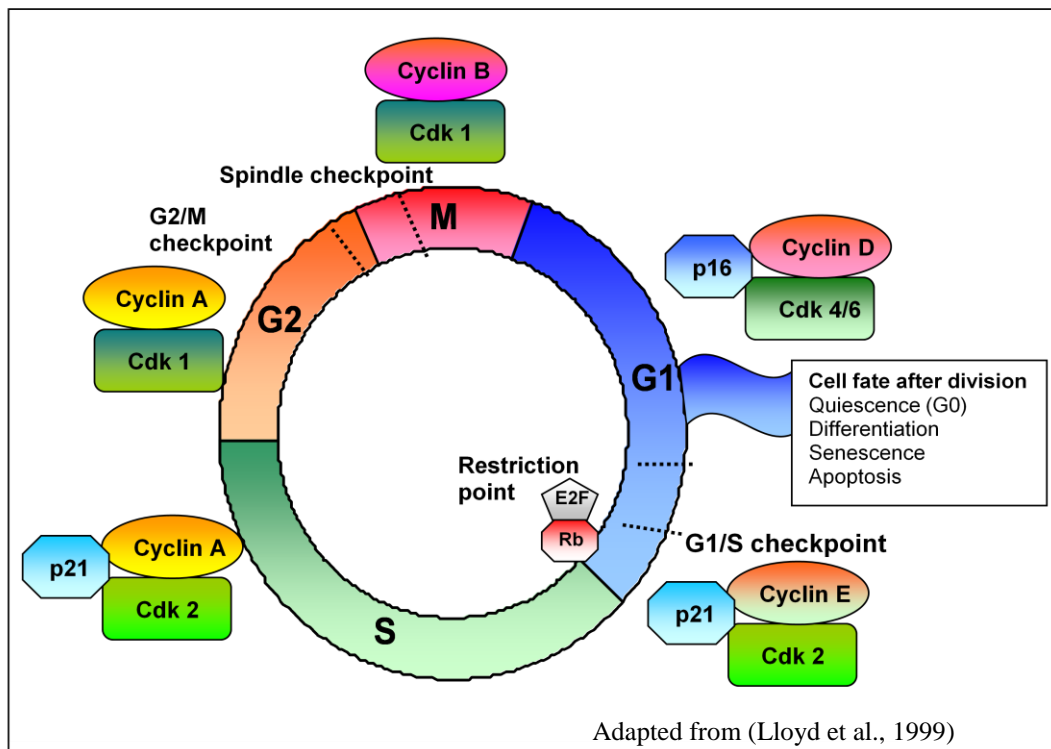 Cyclin B
Cdk 1
Spindle checkpoint
M
G2/M
checkpoint
Cyclin D
p16
Cdk 4/6
Cyclin A
Cdk 1
G2
G1
Cell fate after division
Quiescence (G0)
Differentiation
Senescence
Apoptosis
Restriction
point
E2F
Rb
G1/S checkpoint
Cyclin A
p21
Cdk 2
S
Cyclin E
p21
Cdk 2
Adapted from (Lloyd et al., 1999)